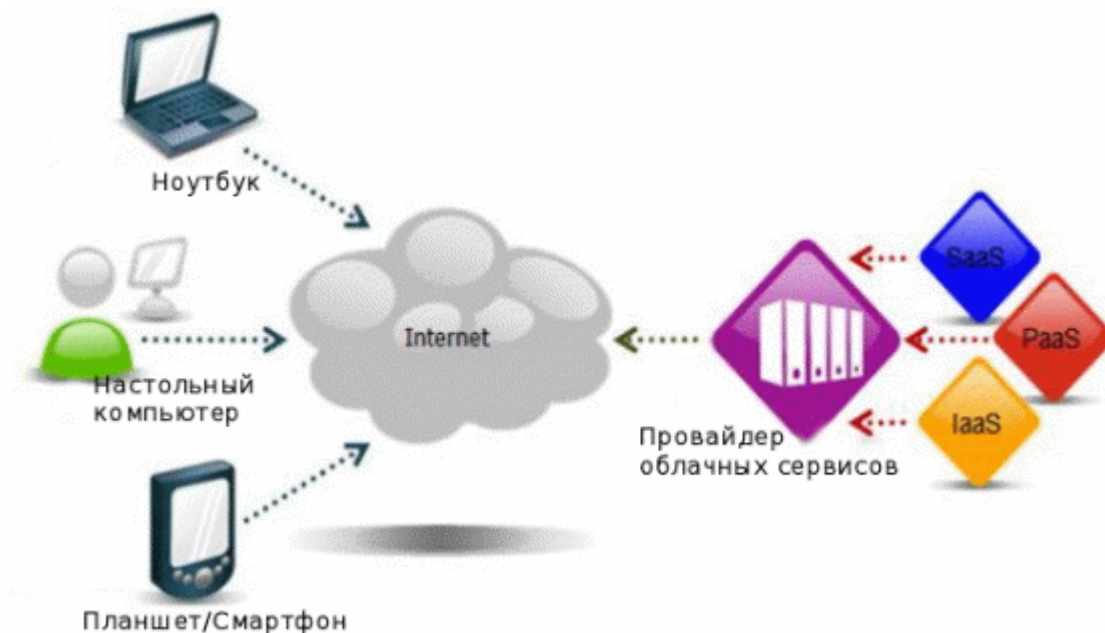 Ноутбук
SaaS
Internet
PaaS
Настольный
компьютер
IaaS
Провайдер
облачных сервисов
Планшет/Смартфон